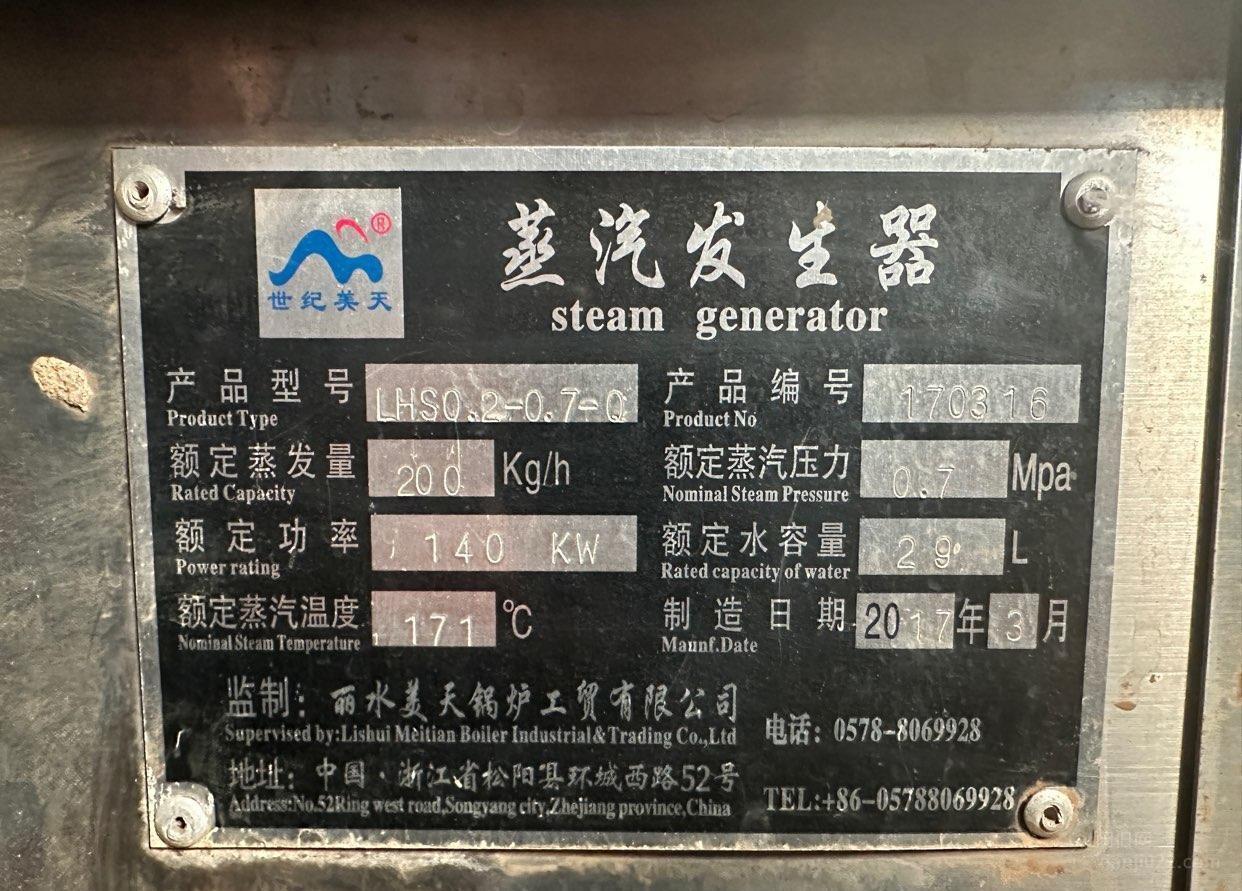 世纪美天®
蒸汽发生器
steam generator
产品型号 LHS0.2-0.7-Q 产品编号 170316
Product Type Product No
额定蒸发量 200 Kg/h 额定蒸汽压力 0.7 Mpa
Rated Capacity Nominal Steam Pressure
额定功率 140 KW 额定水容量 29 L
Power rating Rated capacity of water
额定蒸汽温度 171 ℃ 制造日期 2017年3月
Nominal Steam Temperature Maunf.Date
监制：丽水美天锅炉工贸有限公司
Supervised by:Lishui Meitian Boiler Industrial&Trading Co.,Ltd
电话：0578-8069928
地址：中国·浙江省松阳县环城西路52号
Address:No.52Ring west road,Songyang city,Zhejiang province,China
TEL:+86-05788069928